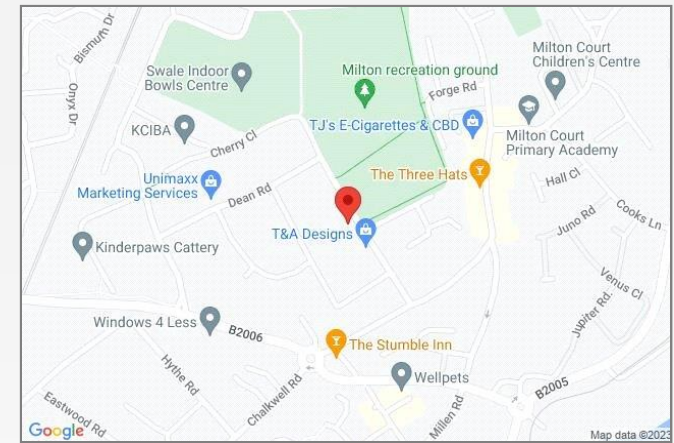 Bismuth Dr
Onyx Dr
Swale Indoor
Bowls Centre
KCIBA
Cherry Cl
Milton recreation ground
Forge Rd
Milton Court
Children's Centre
TJ's E-Cigarettes & CBD
Milton Court
Primary Academy
Unimaxx
Marketing Services
Dean Rd
The Three Hats
Hall Cl
Cooks Ln
Juno Rd
T&A Designs
Kinderpaws Cattery
Venus Cl
Jupiter Rd.
Windows 4 Less
B2006
The Stumble Inn
Hythe Rd
Wellpets
B2005
Eastwood Rd
Chalkwell Rd
Millen Rd
Google
Map data ©2023